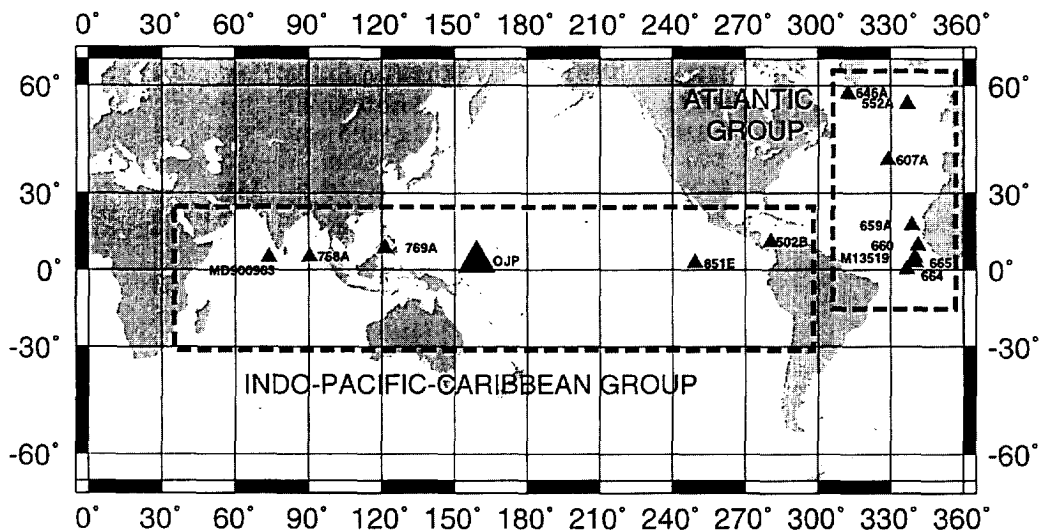 0° 30° 60° 90° 120° 150° 180° 210° 240° 270° 300° 330° 360°
60° 60°
ATLANTIC
GROUP
646A
552A
607A
30° 30°
659A
502B
660
769A
758A
OJP
M13519
MD900963
851E
665
664
0° 0°
-30° -30°
INDO-PACIFIC-CARIBBEAN GROUP
-60° -60°
0° 30° 60° 90° 120° 150° 180° 210° 240° 270° 300° 330° 360°